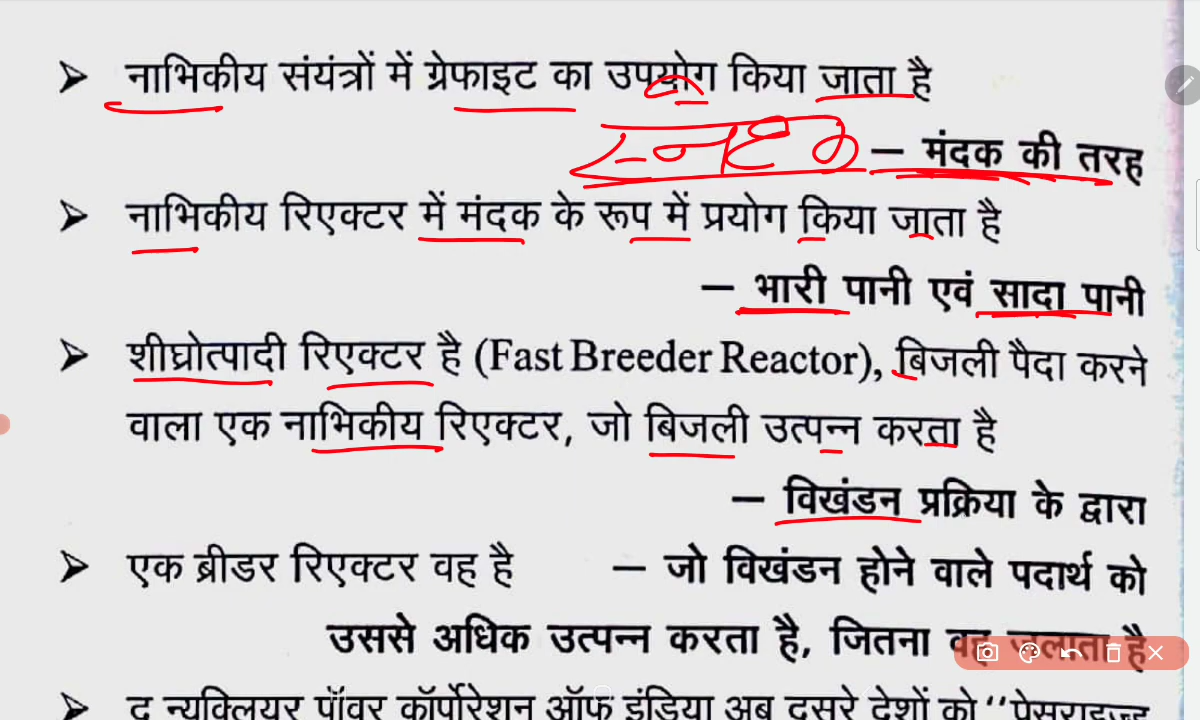 ➤ नाभिकीय संयंत्रों में ग्रेफाइट का उपयोग किया जाता है
— मंदक की तरह
➤ नाभिकीय रिएक्टर में मंदक के रूप में प्रयोग किया जाता है
— भारी पानी एवं सादा पानी
➤ शीघ्रोत्पादी रिएक्टर है (Fast Breeder Reactor), बिजली पैदा करने
वाला एक नाभिकीय रिएक्टर, जो बिजली उत्पन्न करता है
— विखंडन प्रक्रिया के द्वारा
➤ एक ब्रीडर रिएक्टर वह है — जो विखंडन होने वाले पदार्थ को
उससे अधिक उत्पन्न करता है, जितना वह जलाता है
➤ द न्यूक्लियर पॉवर कॉर्पोरेशन ऑफ इंडिया अब दूसरे देशों को